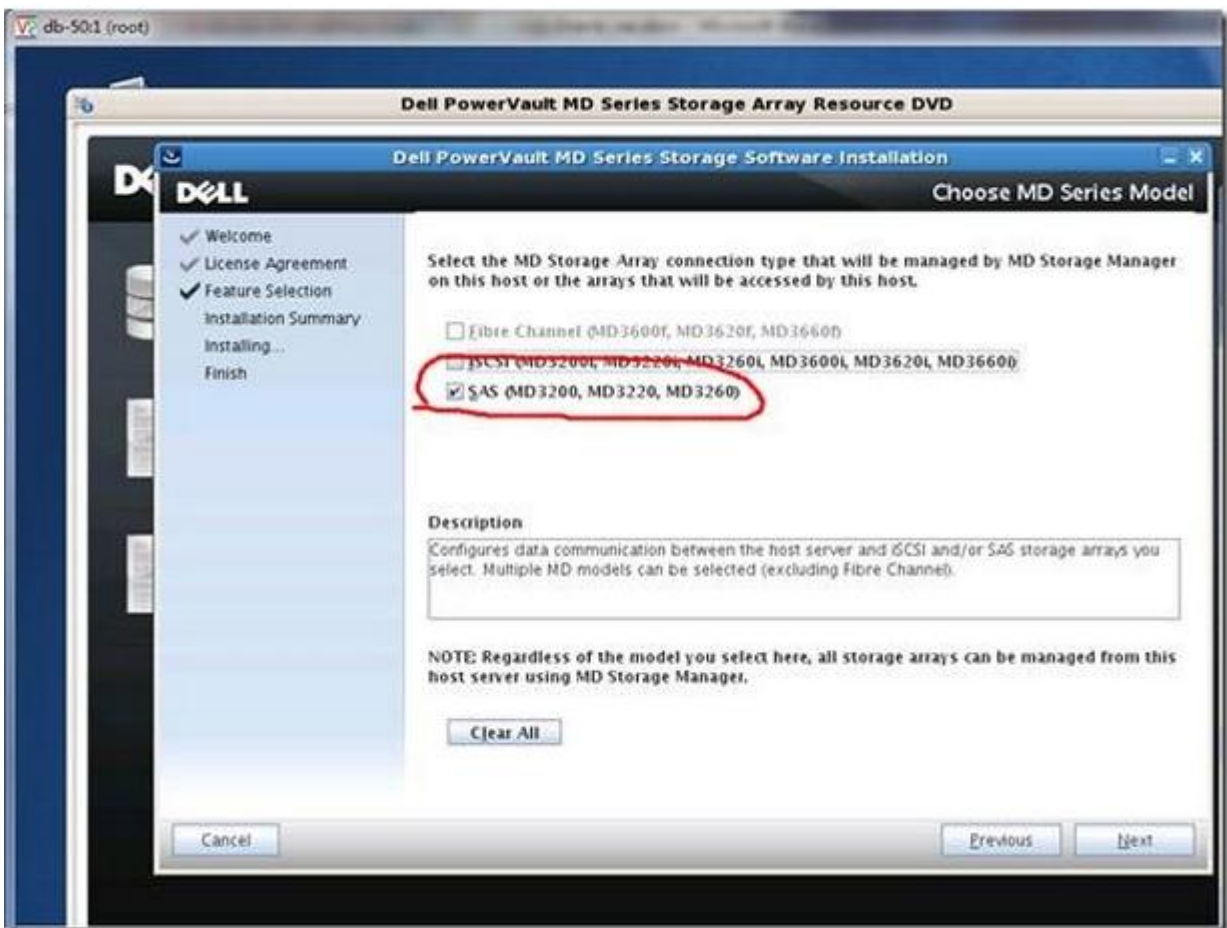 db-50:1 (root)
Dell PowerVault MD Series Storage Array Resource DVD
Dell PowerVault MD Series Storage Software Installation
DELL
Choose MD Series Model
Welcome
License Agreement
Feature Selection
Installation Summary
Installing...
Finish
Select the MD Storage Array connection type that will be managed by MD Storage Manager
on this host or the arrays that will be accessed by this host.
Fibre Channel (MD3600f, MD3620f, MD3660f)
iSCSI (MD3200i, MD3220i, MD3260i, MD3600i, MD3620i, MD3660i)
SAS (MD3200, MD3220, MD3260)
Description
Configures data communication between the host server and iSCSI and/or SAS storage arrays you
select. Multiple MD models can be selected (excluding Fibre Channel).
NOTE: Regardless of the model you select here, all storage arrays can be managed from this
host server using MD Storage Manager.
Clear All
Cancel
Previous
Next